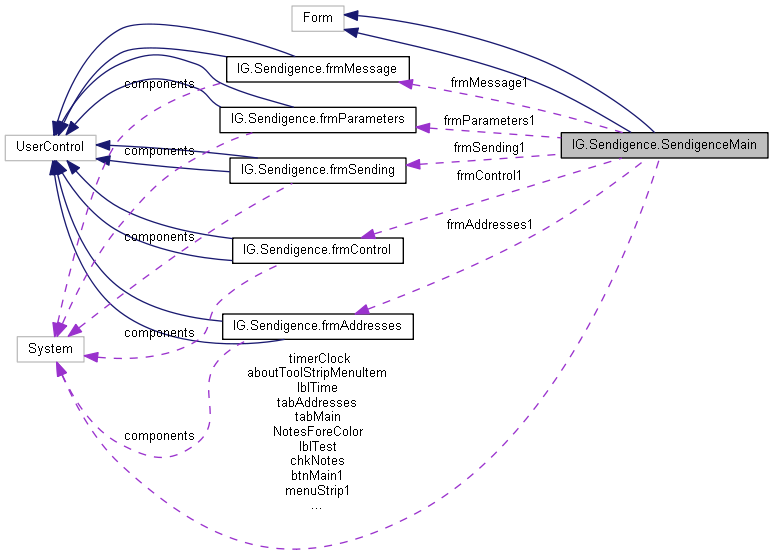 Form
IG.Sendigence.frmMessage
components
frmMessage1
IG.Sendigence.frmParameters
frmParameters1
UserControl
components
frmSending1
IG.Sendigence.SendigenceMain
IG.Sendigence.frmSending
frmControl1
components
IG.Sendigence.frmControl
frmAddresses1
components
IG.Sendigence.frmAddresses
System
timerClock
aboutToolStripMenuItem
lblTime
tabAddresses
tabMain
NotesForeColor
components
lblTest
chkNotes
btnMain1
menuStrip1
...